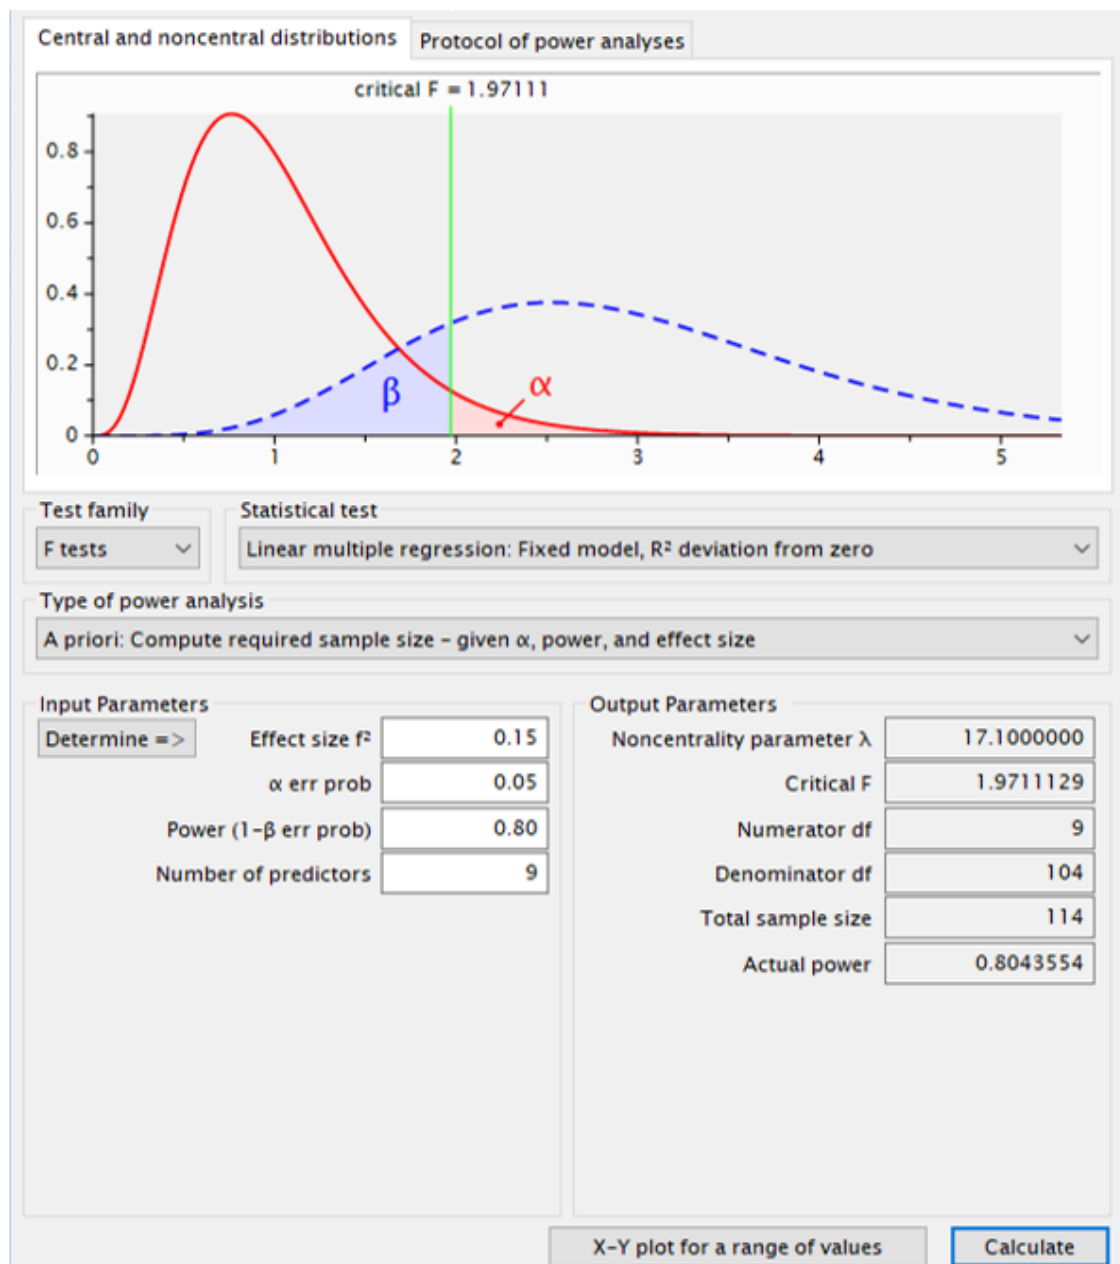 Central and noncentral distributions Protocol of power analyses
critical F = 1.97111
0.8
0.6
0.4
0.2
0
β
α
0 1 2 3 4 5
Test family Statistical test
F tests Linear multiple regression: Fixed model, R² deviation from zero
Type of power analysis
A priori: Compute required sample size – given α, power, and effect size
Input Parameters Output Parameters
Determine => Effect size f² 0.15 Noncentrality parameter λ 17.1000000
α err prob 0.05 Critical F 1.9711129
Power (1–β err prob) 0.80 Numerator df 9
Number of predictors 9 Denominator df 104
Total sample size 114
Actual power 0.8043554
X–Y plot for a range of values Calculate